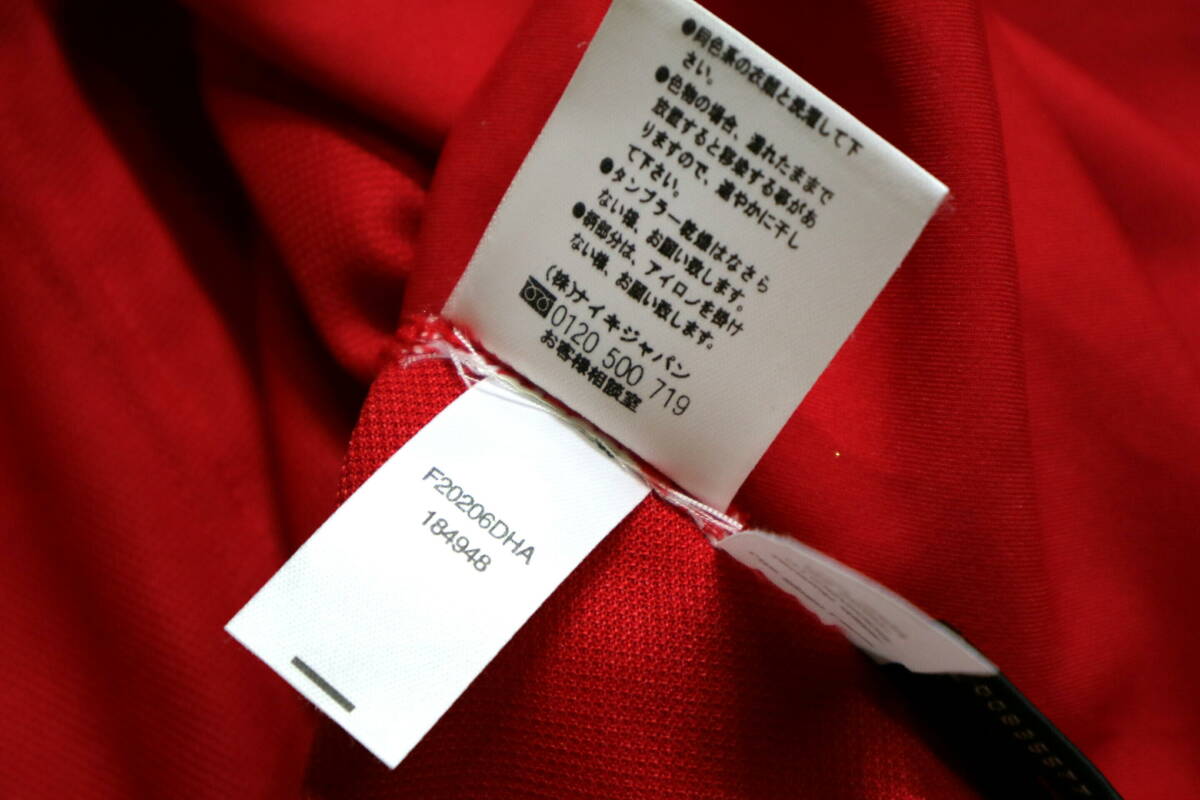 ●同色系の衣類と洗濯して下
さい。
●色物の場合、濡れたままで
放置すると移染する事があ
りますので、速やかに干し
て下さい。
●タンブラー乾燥はなさら
ない様、お願い致します。
●柄部分は、アイロンを掛け
ない様、お願い致します。
(株)ナイキジャパン
0120 500 719
お客様相談室
F20206DHA
184948